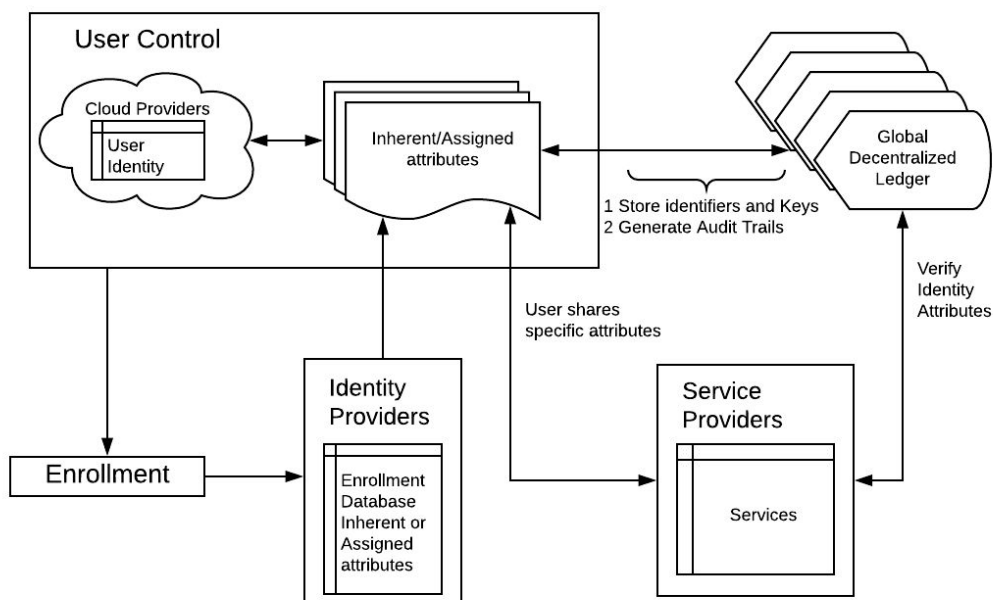 User Control
Cloud Providers
User
Identity
Inherent/Assigned
attributes
Global
Decentralized
Ledger
1 Store identifiers and Keys
2 Generate Audit Trails
Verify
Identity
Attributes
User shares
specific attributes
Identity
Providers
Enrollment
Database
Inherent or
Assigned
attributes
Service
Providers
Services
Enrollment